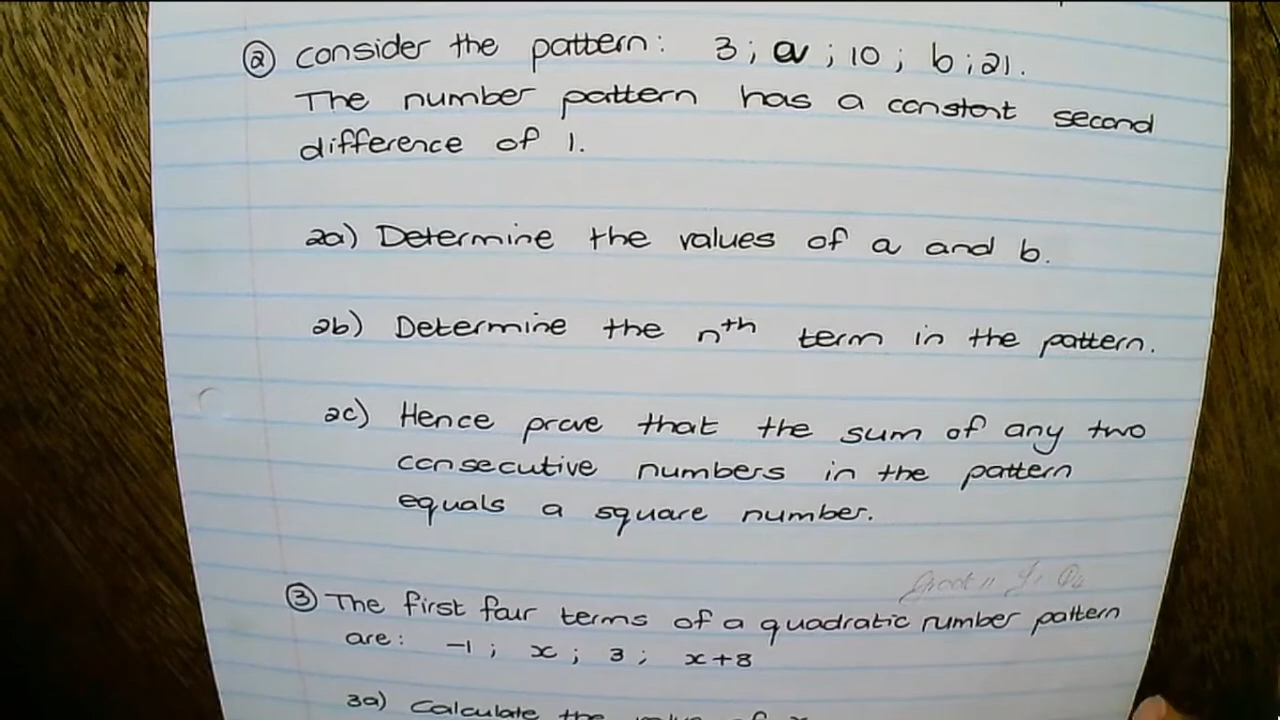 ② Consider the pattern: 3 ; a ; 10 ; b ; 21.
The number pattern has a constant second
difference of 1.
2a) Determine the values of a and b.
2b) Determine the nth term in the pattern.
2c) Hence prove that the sum of any two
consecutive numbers in the pattern
equals a square number.
③ The first four terms of a quadratic number pattern
are: -1 ; x ; 3 ; x+8
3a) Calculate the